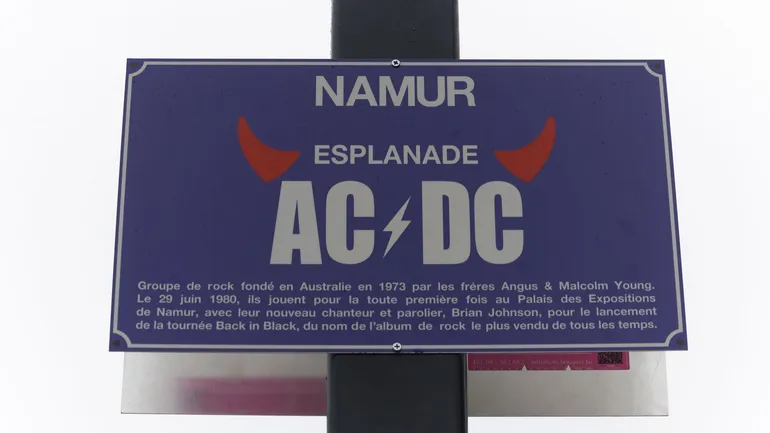 NAMUR
ESPLANADE
AC⚡DC
Groupe de rock fondé en Australie en 1973 par les frères Angus & Malcolm Young.
Le 29 juin 1980, ils jouent pour la toute première fois au Palais des Expositions
de Namur, avec leur nouveau chanteur et parolier, Brian Johnson, pour le lancement
de la tournée Back in Black, du nom de l'album de rock le plus vendu de tous les temps.